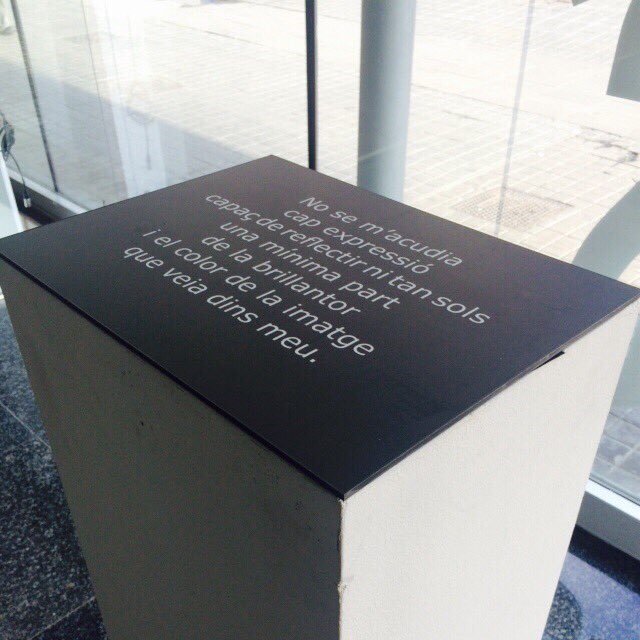 No se m'acudia
cap expressió
capaç de reflectir-ni tan sols
una mínima part
de la brillantor
i el color de la imatge
que veia dins meu.